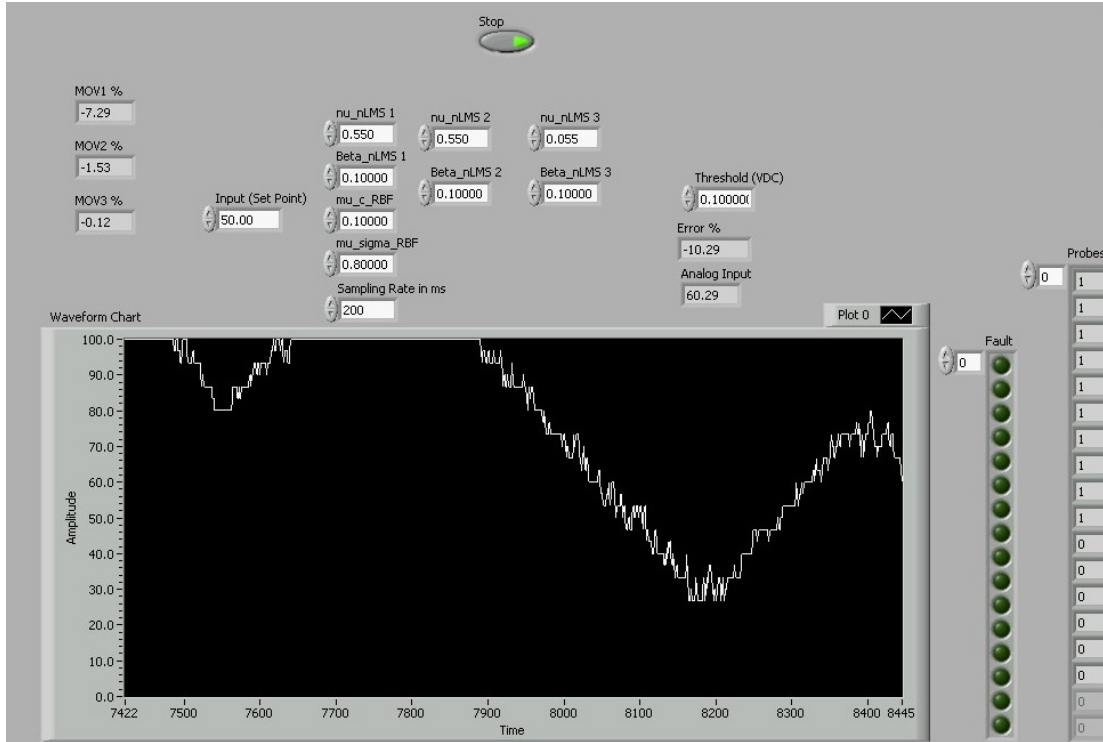 Stop
MOV1 %
-7.29
MOV2 %
-1.53
MOV3 %
-0.12
Input (Set Point)
50.00
nu_nLMS 1
0.550
Beta_nLMS 1
0.10000
mu_c_RBF
0.10000
mu_sigma_RBF
0.80000
Sampling Rate in ms
200
nu_nLMS 2
0.550
Beta_nLMS 2
0.10000
nu_nLMS 3
0.055
Beta_nLMS 3
0.10000
Threshold (VDC)
0.10000(
Error %
-10.29
Analog Input
60.29
Waveform Chart
Plot 0
100.0
90.0
80.0
70.0
60.0
50.0
40.0
30.0
20.0
10.0
0.0
Amplitude
7422 7500 7600 7700 7800 7900 8000 8100 8200 8300 8400 8445
Time
Fault
0
Probes
0
1
1
1
1
1
1
1
1
1
1
0
0
0
0
0
0
0
0